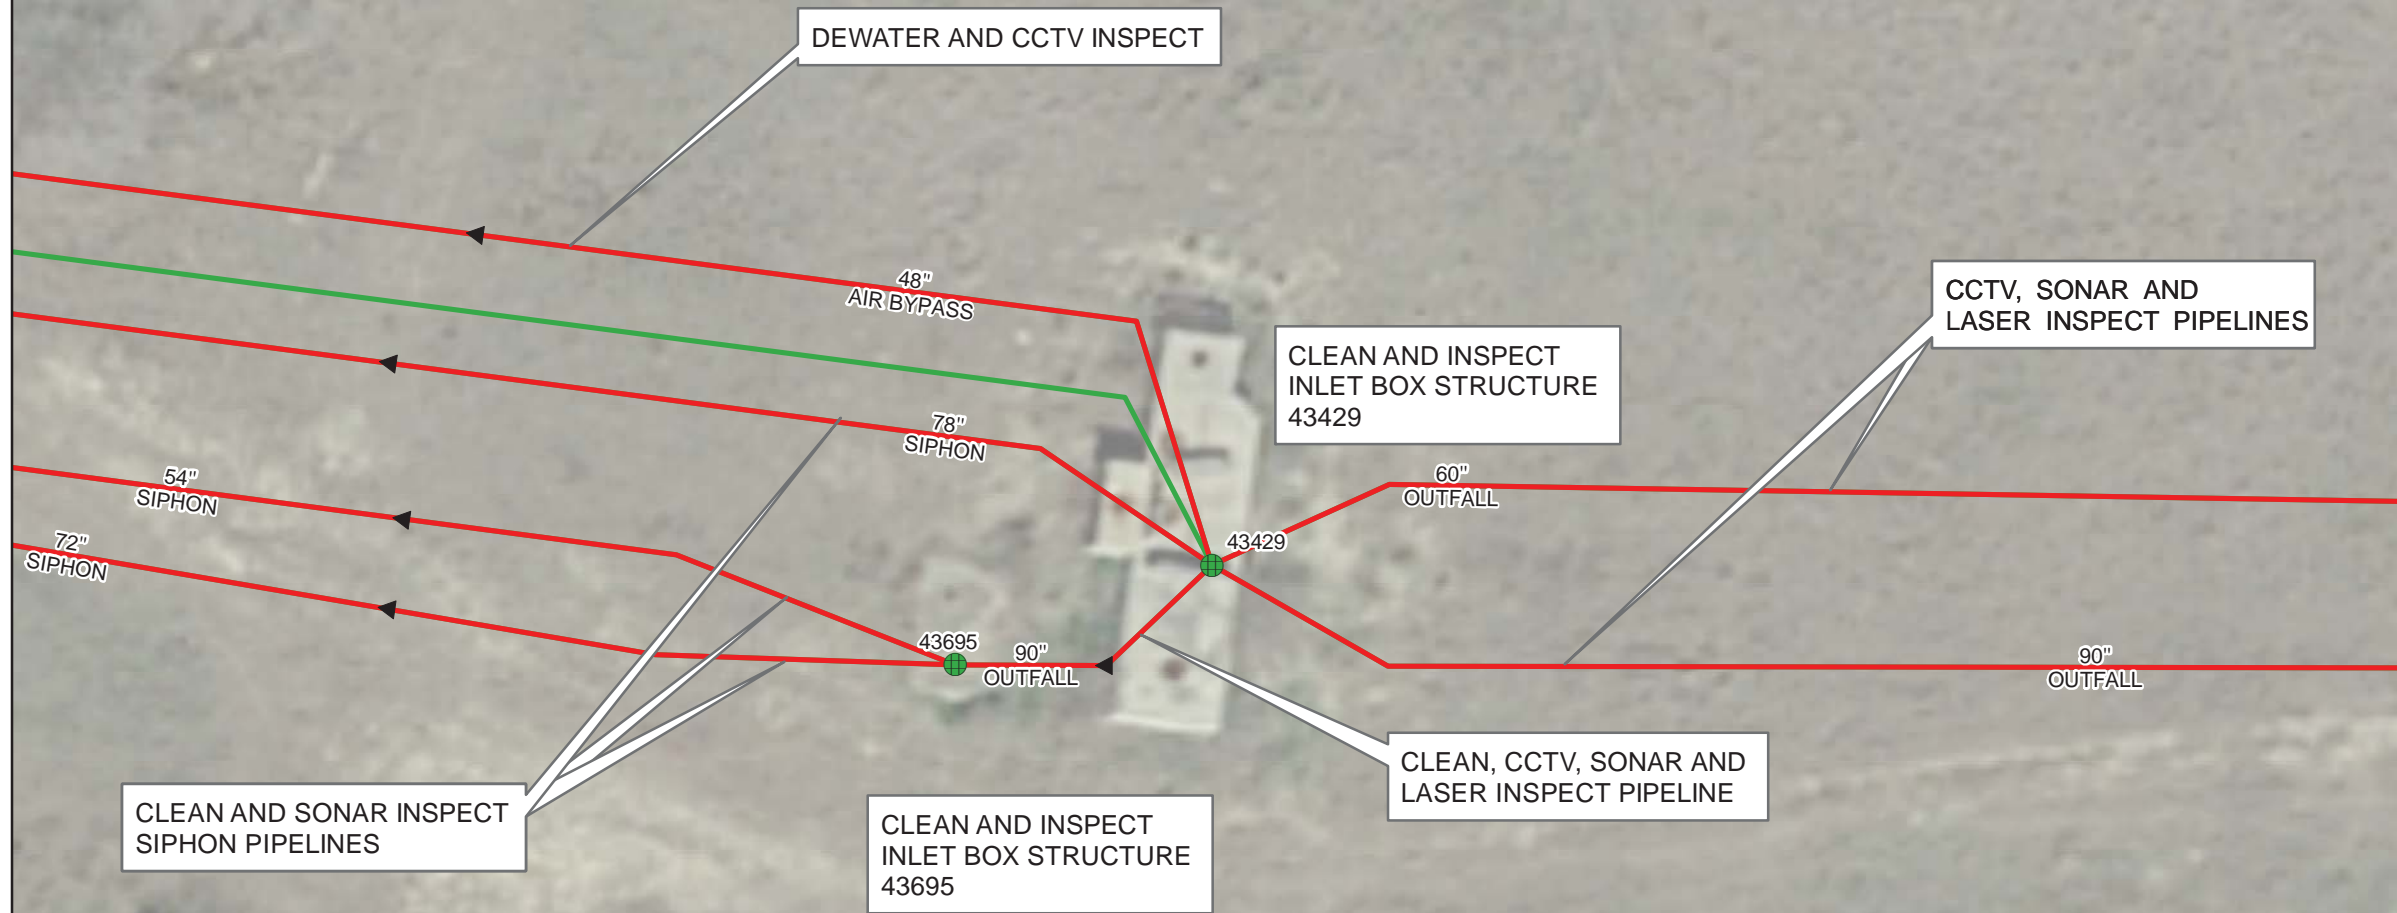 DEWATER AND CCTV INSPECT
48"
AIR BYPASS
CCTV, SONAR AND
LASER INSPECT PIPELINES
CLEAN AND INSPECT
INLET BOX STRUCTURE
43429
78"
SIPHON
54"
SIPHON
60"
OUTFALL
72"
SIPHON
43429
43695
90"
OUTFALL
90"
OUTFALL
CLEAN, CCTV, SONAR AND
LASER INSPECT PIPELINE
CLEAN AND SONAR INSPECT
SIPHON PIPELINES
CLEAN AND INSPECT
INLET BOX STRUCTURE
43695